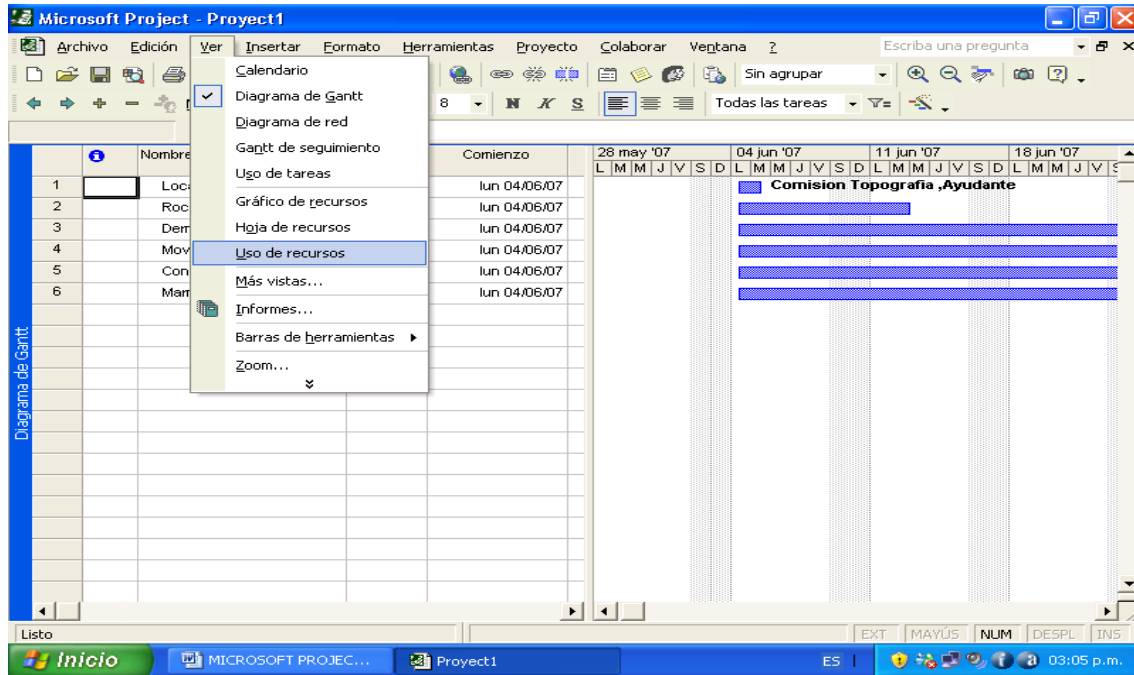 Microsoft Project - Proyect1
Archivo Edición Ver Insertar Formato Herramientas Proyecto Colaborar Ventana ? Escriba una pregunta
Sin agrupar
8 N K S Todas las tareas
Calendario
Diagrama de Gantt
Diagrama de red
Gantt de seguimiento
Uso de tareas
Gráfico de recursos
Hoja de recursos
Uso de recursos
Más vistas...
Informes...
Barras de herramientas
Zoom...
Nombre Comienzo 28 may '07 04 jun '07 11 jun '07 18 jun '07
L M M J V S D L M M J V S D L M M J V S D L M M J V S
1 Loc lun 04/06/07 Comision Topografia ,Ayudante
2 Roc lun 04/06/07
3 Dem lun 04/06/07
4 Mov lun 04/06/07
5 Con lun 04/06/07
6 Mam lun 04/06/07
Diagrama de Gantt
Listo EXT MAYÚS NUM DESPL INS
Inicio MICROSOFT PROJEC... Proyect1 ES 03:05 p.m.